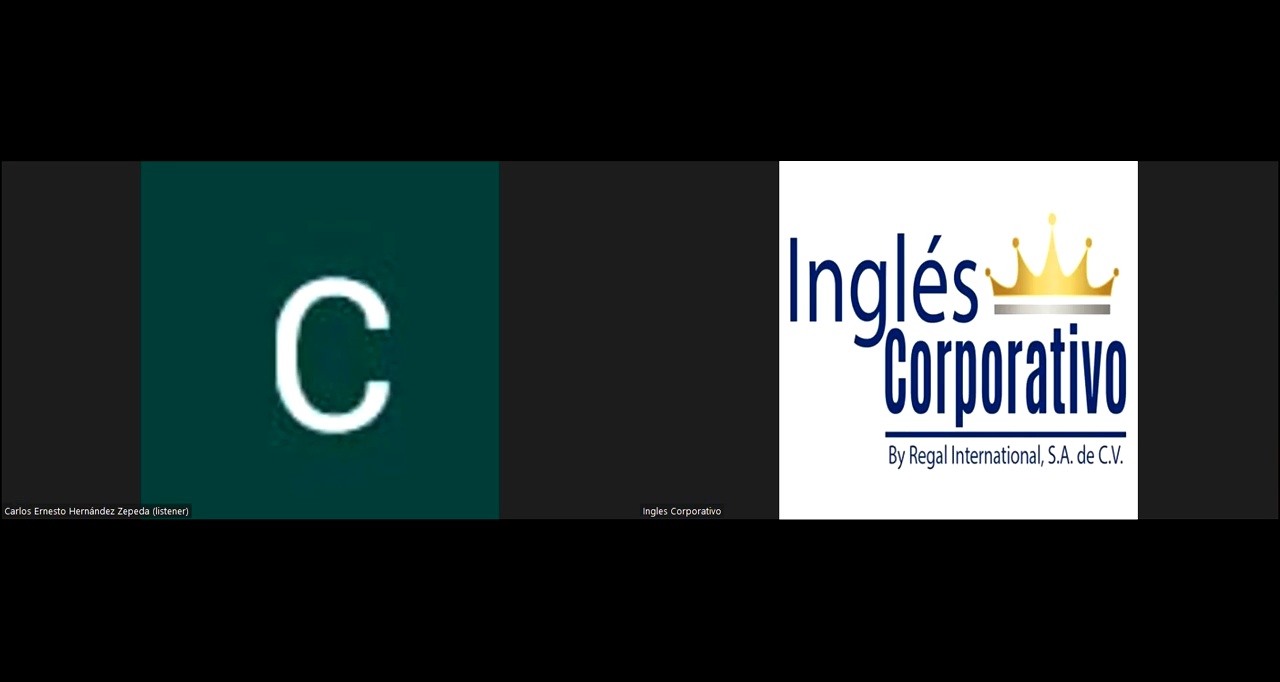 C
Inglés
Corporativo
By Regal International, S.A. de C.V.
Carlos Ernesto Hernández Zepeda (listener)
Ingles Corporativo